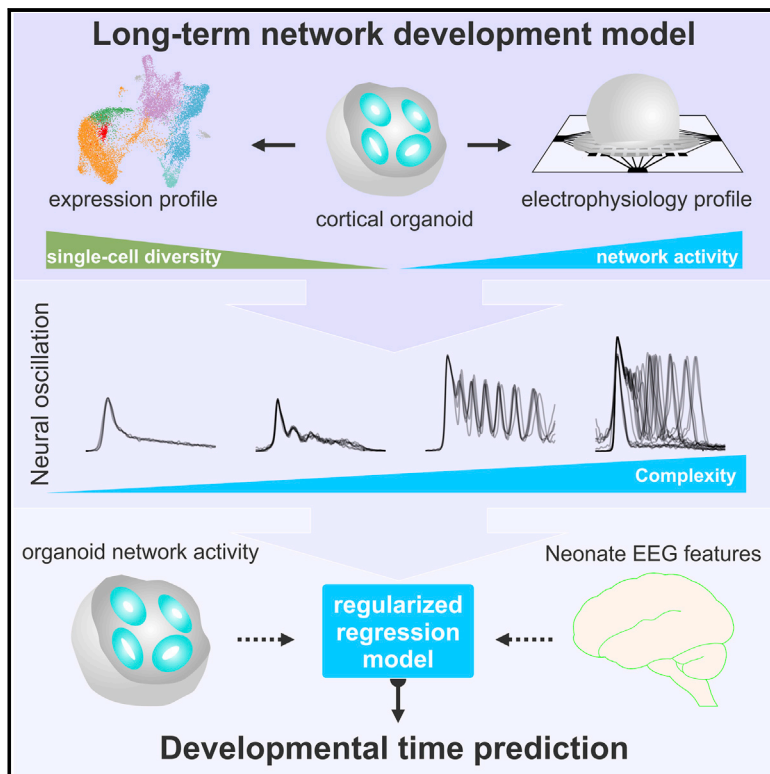 Long-term network development model
expression profile
cortical organoid
electrophysiology profile
single-cell diversity
network activity
Neural oscillation
Complexity
organoid network activity
Neonate EEG features
regularized
regression
model
Developmental time prediction